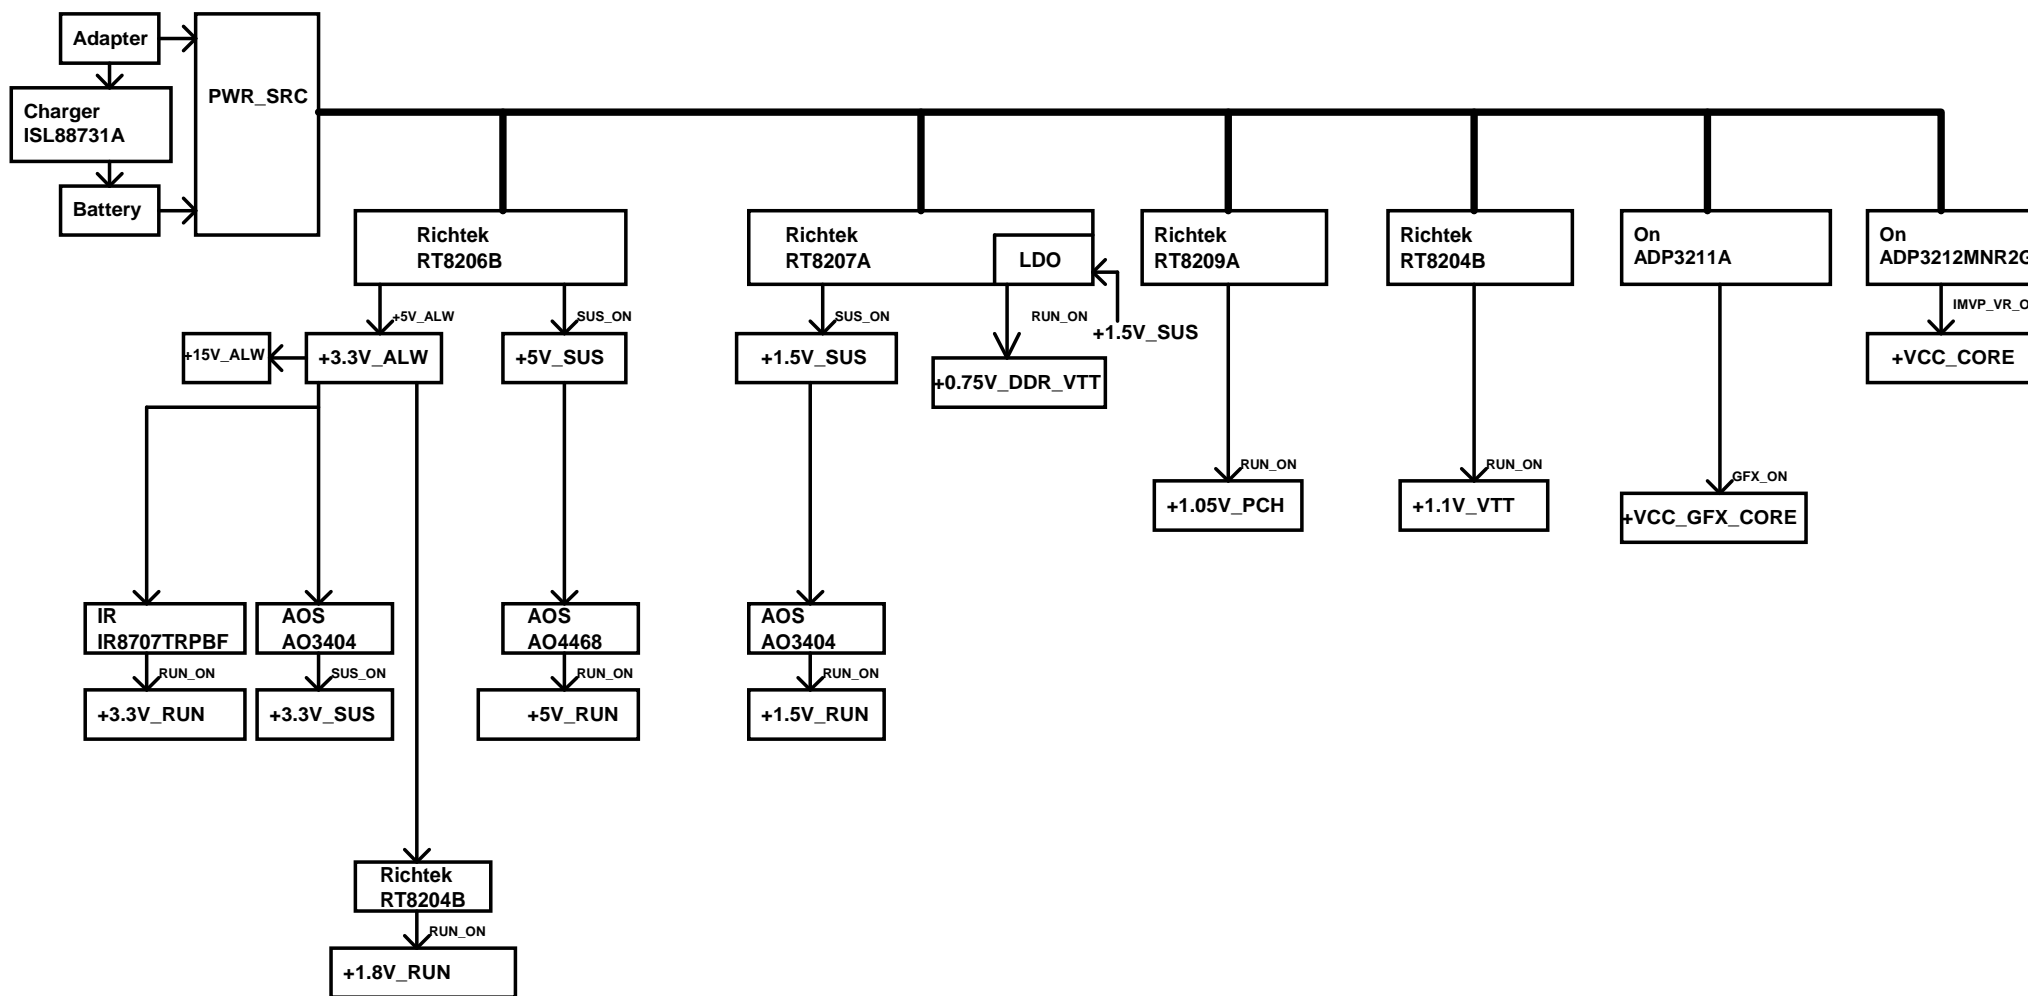 Adapter
PWR_SRC
Charger
ISL88731A
Battery
Richtek
RT8206B
Richtek
RT8207A
LDO
Richtek
RT8209A
Richtek
RT8204B
On
ADP3211A
On
ADP3212MNR2G
+5V_ALW
SUS_ON
SUS_ON
RUN_ON
+1.5V_SUS
IMVP_VR_O
+15V_ALW
+3.3V_ALW
+5V_SUS
+1.5V_SUS
+0.75V_DDR_VTT
+VCC_CORE
RUN_ON
RUN_ON
GFX_ON
+1.05V_PCH
+1.1V_VTT
+VCC_GFX_CORE
IR
IR8707TRPBF
AOS
AO3404
AOS
AO4468
AOS
AO3404
RUN_ON
SUS_ON
RUN_ON
RUN_ON
+3.3V_RUN
+3.3V_SUS
+5V_RUN
+1.5V_RUN
Richtek
RT8204B
RUN_ON
+1.8V_RUN